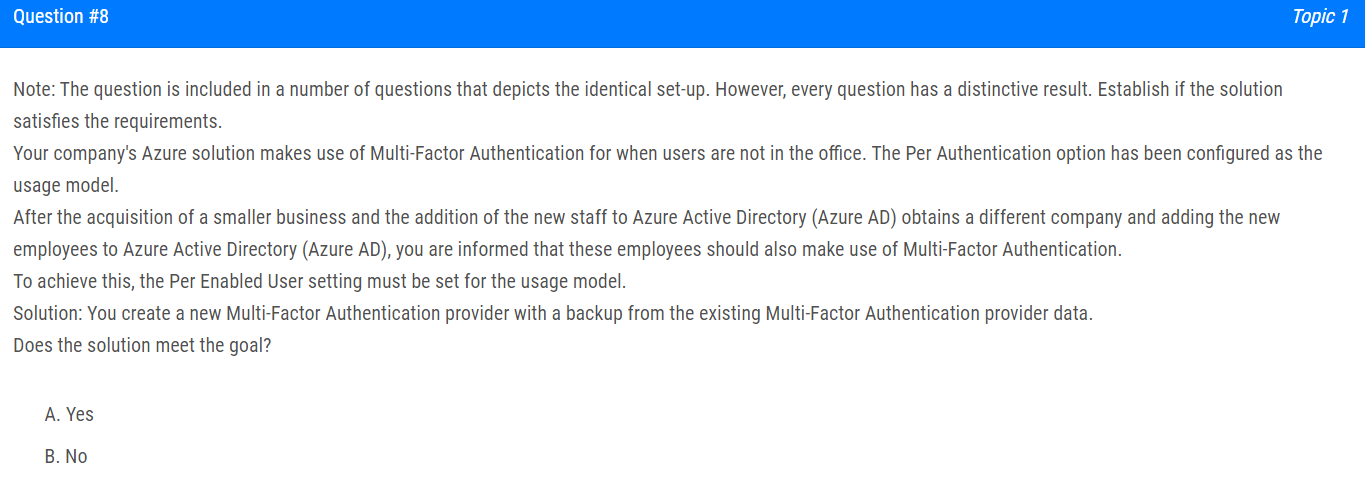 Question #8
Topic 1
Note: The question is included in a number of questions that depicts the identical set-up. However, every question has a distinctive result. Establish if the solution
satisfies the requirements.
Your company's Azure solution makes use of Multi-Factor Authentication for when users are not in the office. The Per Authentication option has been configured as the
usage model.
After the acquisition of a smaller business and the addition of the new staff to Azure Active Directory (Azure AD) obtains a different company and adding the new
employees to Azure Active Directory (Azure AD), you are informed that these employees should also make use of Multi-Factor Authentication.
To achieve this, the Per Enabled User setting must be set for the usage model.
Solution: You create a new Multi-Factor Authentication provider with a backup from the existing Multi-Factor Authentication provider data.
Does the solution meet the goal?
A. Yes
B. No